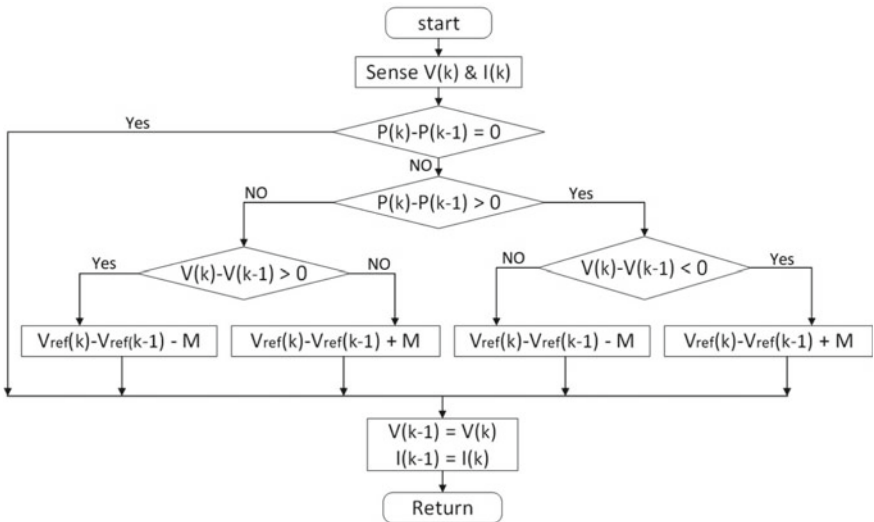 start
Sense V(k) & I(k)
Yes
P(k)-P(k-1) = 0
NO
NO
P(k)-P(k-1) > 0
Yes
Yes
V(k)-V(k-1) > 0
NO
NO
V(k)-V(k-1) < 0
Yes
Vref(k)-Vref(k-1) - M
Vref(k)-Vref(k-1) + M
Vref(k)-Vref(k-1) - M
Vref(k)-Vref(k-1) + M
V(k-1) = V(k)
I(k-1) = I(k)
Return